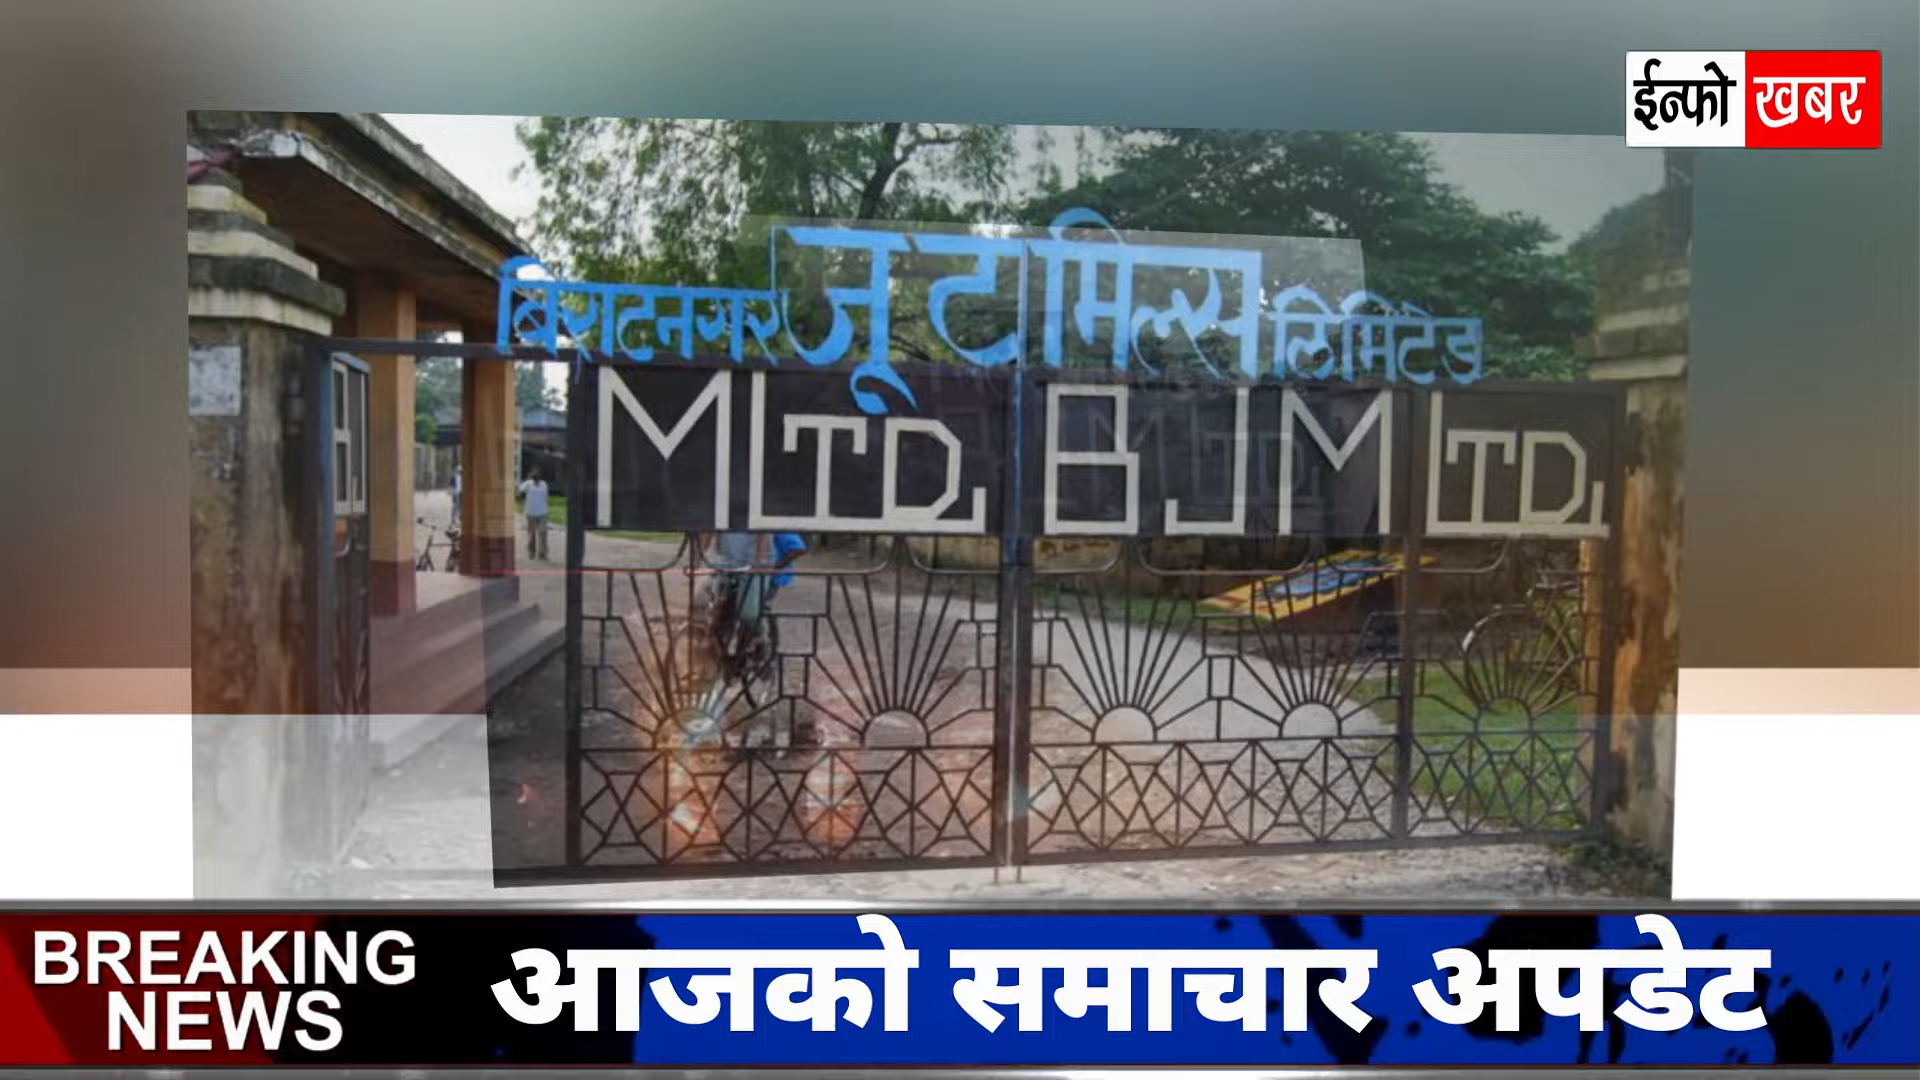 ईन्फो खबर
बिराटनगर जूट मिल्स लिमिटेड
M LTD. BJM LTD.
BREAKING
NEWS
आजको समाचार अपडेट